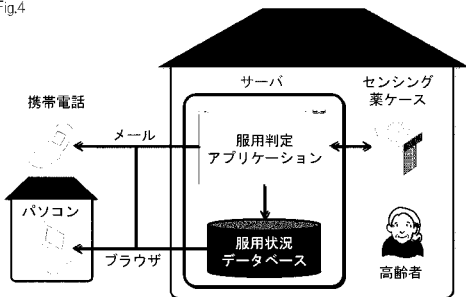 Fig.4
サーバ
センシング
薬ケース
携帯電話
メール
服用判定
アプリケーション
パソコン
ブラウザ
服用状況
データベース
高齢者